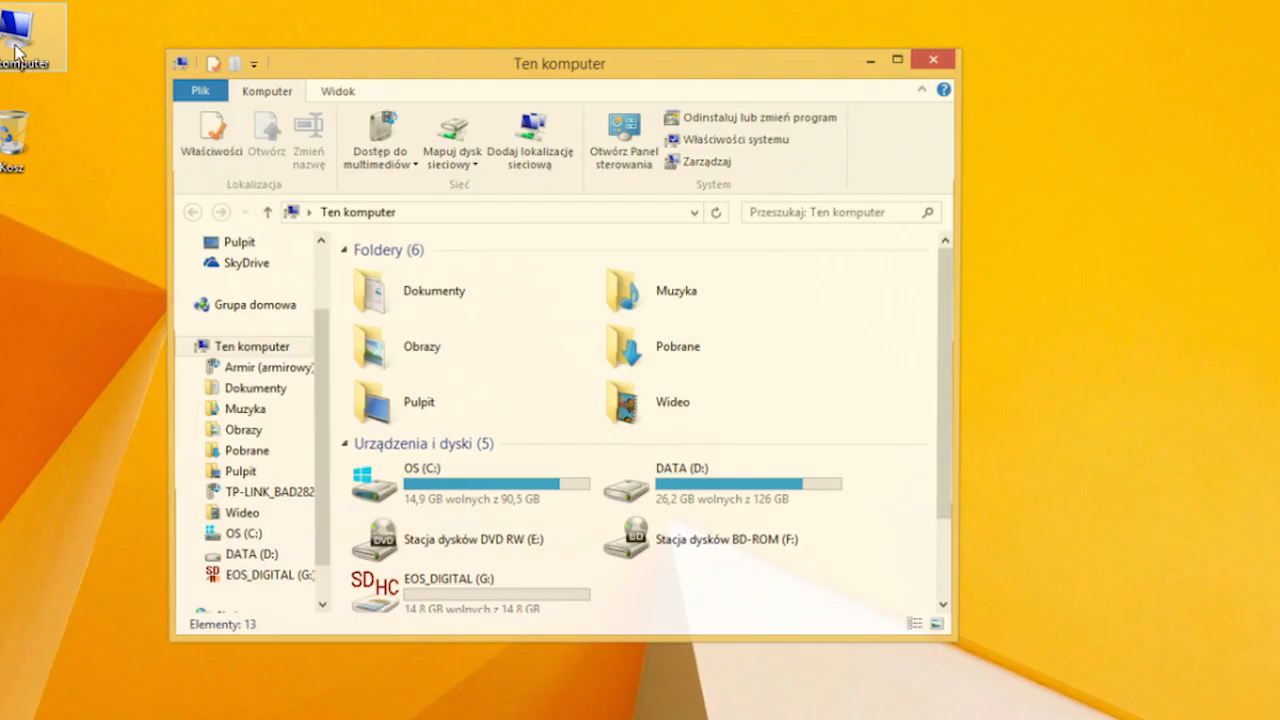 komputer
Kosz
Ten komputer
Plik
Komputer
Widok
Właściwości
Otwórz
Zmień
nazwę
Lokalizacja
Dostęp do
multimediów
Mapuj dysk
sieciowy
Dodaj lokalizację
sieciową
Sieć
Otwórz Panel
sterowania
Odinstaluj lub zmień program
Właściwości systemu
Zarządzaj
System
Ten komputer
Przeszukaj: Ten komputer
Pulpit
SkyDrive
Grupa domowa
Ten komputer
Armir (armirowy)
Dokumenty
Muzyka
Obrazy
Pobrane
Pulpit
TP-LINK_BAD282
Wideo
OS (C:)
DATA (D:)
EOS_DIGITAL (G:
Foldery (6)
Dokumenty
Muzyka
Obrazy
Pobrane
Pulpit
Wideo
Urządzenia i dyski (5)
OS (C:)
14,9 GB wolnych z 90,5 GB
DATA (D:)
26,2 GB wolnych z 126 GB
DVD
Stacja dysków DVD RW (E:)
BD
Stacja dysków BD-ROM (F:)
SDHC
EOS_DIGITAL (G:)
14,8 GB wolnych z 14,8 GB
Elementy: 13